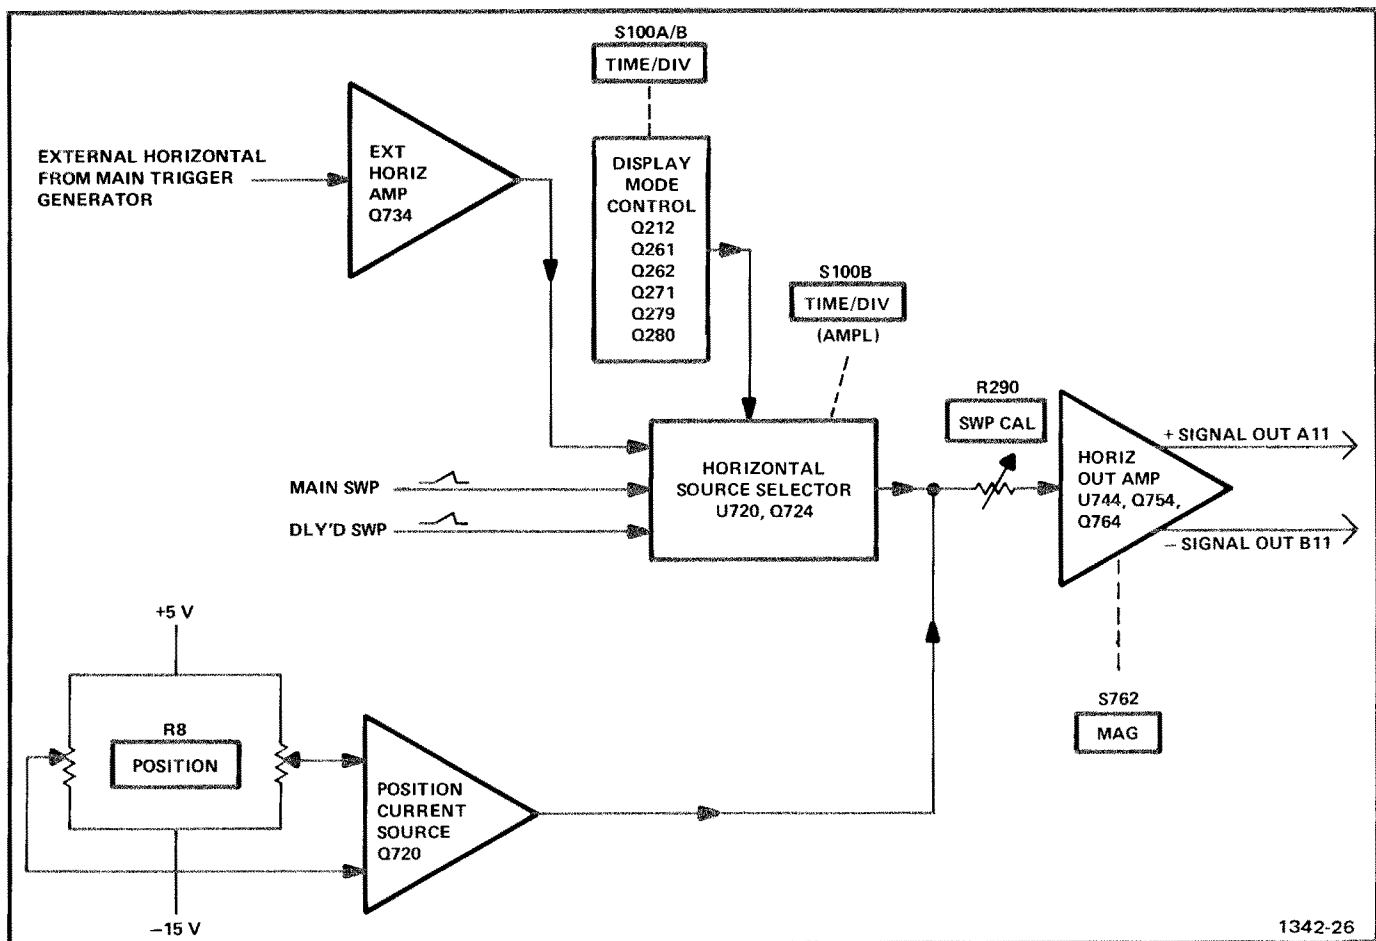 S100A/B
TIME/DIV
EXTERNAL HORIZONTAL
FROM MAIN TRIGGER
GENERATOR
EXT
HORIZ
AMP
Q734
DISPLAY
MODE
CONTROL
Q212
Q261
Q262
Q271
Q279
Q280
S100B
TIME/DIV
(AMPL)
MAIN SWP
DLY'D SWP
HORIZONTAL
SOURCE SELECTOR
U720, Q724
R290
SWP CAL
HORIZ
OUT AMP
U744, Q754,
Q764
+ SIGNAL OUT A11
– SIGNAL OUT B11
S762
MAG
+5 V
R8
POSITION
–15 V
POSITION
CURRENT
SOURCE
Q720
1342-26